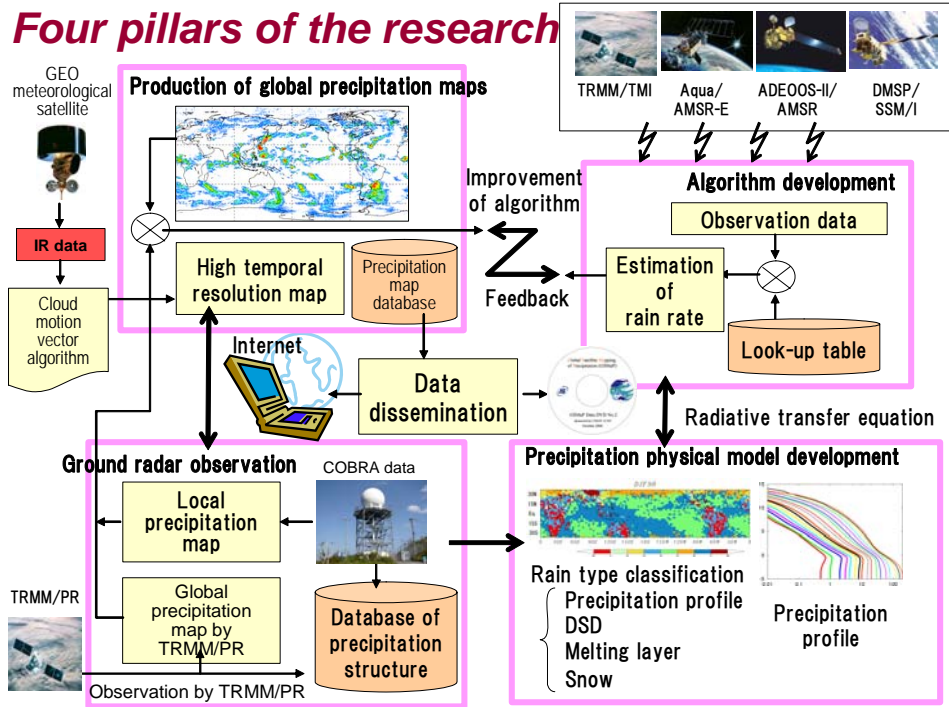 Four pillars of the research
GEO
meteorological
satellite
IR data
Cloud
motion
vector
algorithm
Production of global precipitation maps
High temporal
resolution map
Precipitation
map
database
TRMM/TMI
Aqua/
AMSR-E
ADEOOS-II/
AMSR
DMSP/
SSM/I
Improvement
of algorithm
Feedback
Algorithm development
Observation data
Estimation
of
rain rate
Look-up table
Internet
Data
dissemination
Radiative transfer equation
Ground radar observation
COBRA data
Local
precipitation
map
TRMM/PR
Global
precipitation
map by
TRMM/PR
Database of
precipitation
structure
Observation by TRMM/PR
Precipitation physical model development
Rain type classification
Precipitation profile
DSD
Melting layer
Snow
Precipitation
profile